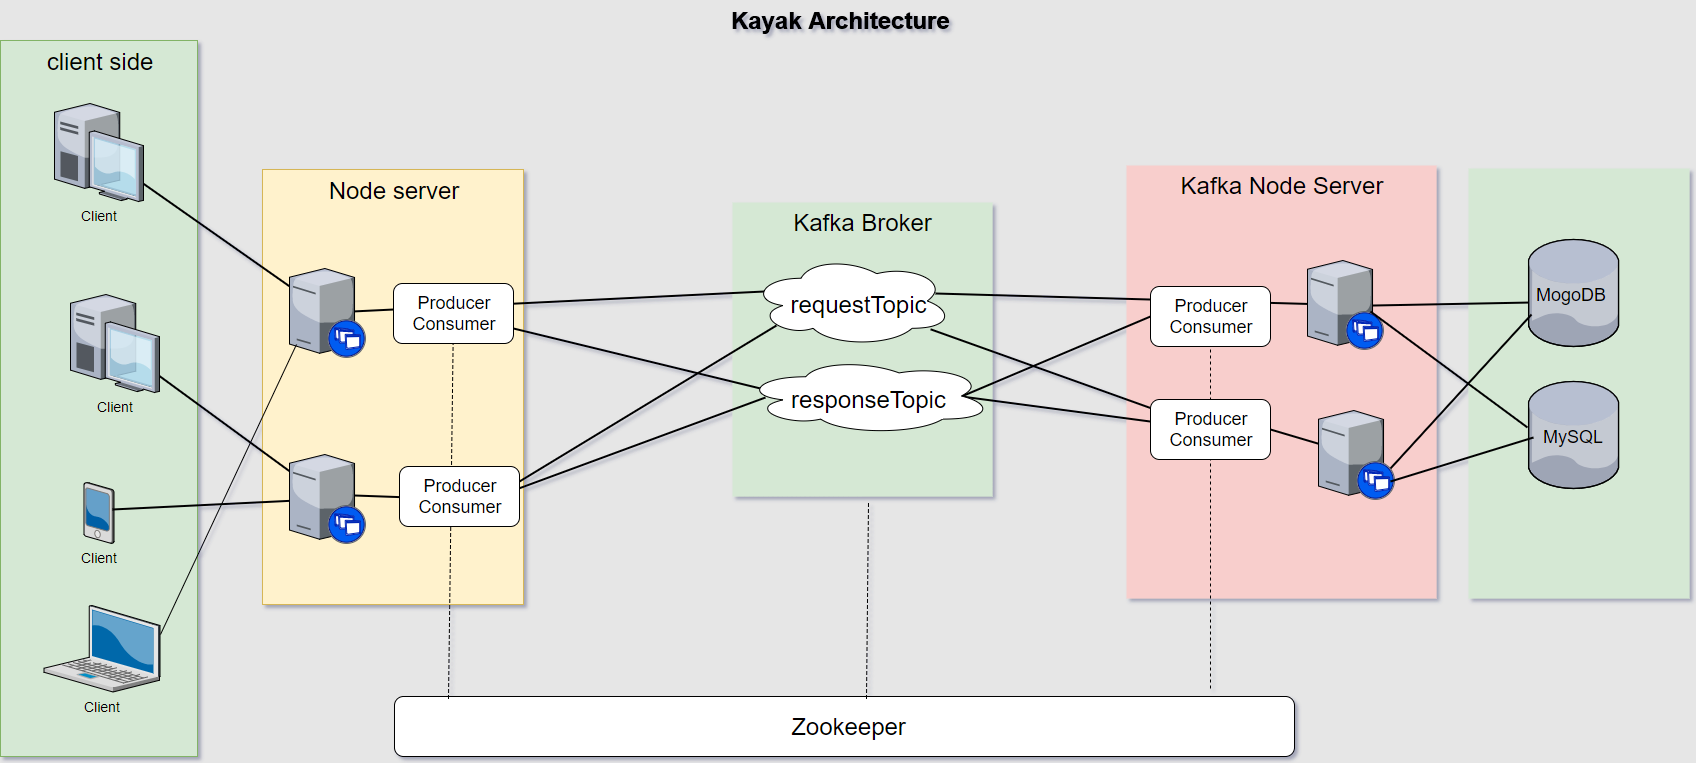 Kayak Architecture
client side
Client
Client
Client
Client
Node server
Producer
Consumer
Producer
Consumer
Kafka Broker
requestTopic
responseTopic
Kafka Node Server
Producer
Consumer
Producer
Consumer
MogoDB
MySQL
Zookeeper